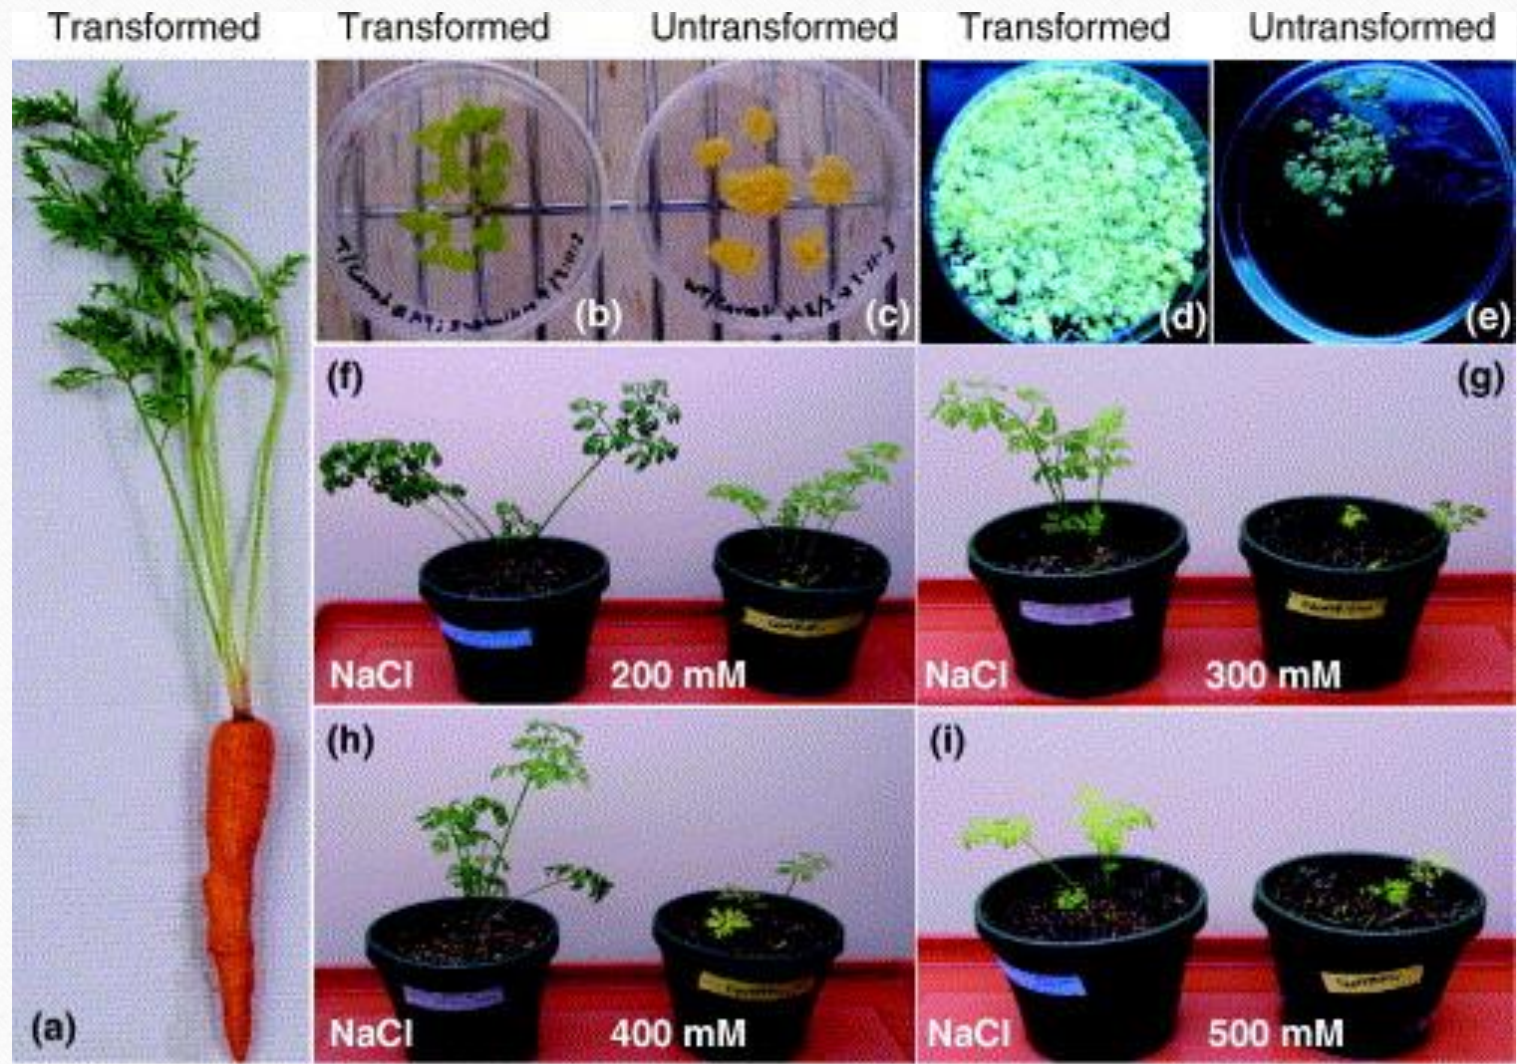 Transformed Transformed Untransformed Transformed Untransformed
(b) (c) (d) (e)
(f) (g)
NaCl 200 mM NaCl 300 mM
(h) (i)
(a) NaCl 400 mM NaCl 500 mM